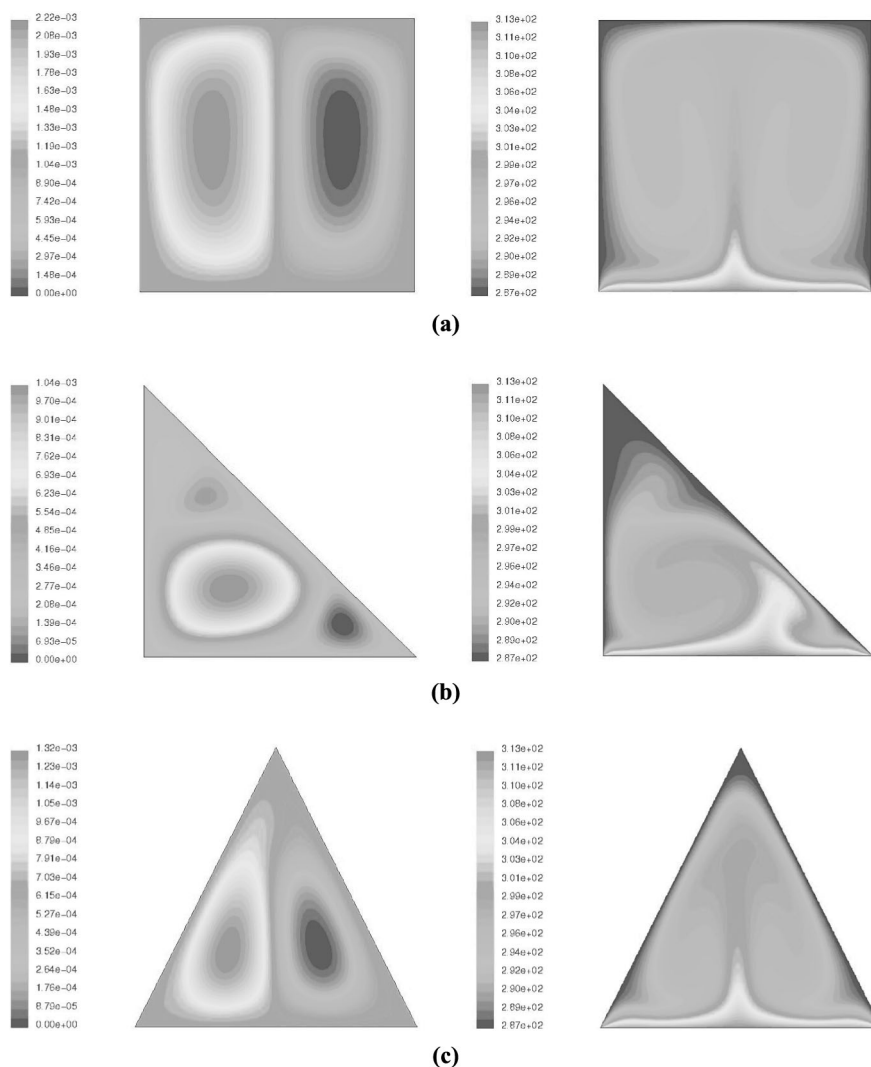 2.22e−03
2.08e−03
1.93e−03
1.78e−03
1.63e−03
1.48e−03
1.33e−03
1.19e−03
1.04e−03
8.90e−04
7.42e−04
5.93e−04
4.45e−04
2.97e−04
1.48e−04
0.00e+00
3.13e+02
3.11e+02
3.10e+02
3.08e+02
3.06e+02
3.04e+02
3.03e+02
3.01e+02
2.99e+02
2.97e+02
2.96e+02
2.94e+02
2.92e+02
2.90e+02
2.89e+02
2.87e+02
(a)
1.04e−03
9.70e−04
9.01e−04
8.31e−04
7.62e−04
6.93e−04
6.23e−04
5.54e−04
4.85e−04
4.16e−04
3.46e−04
2.77e−04
2.08e−04
1.39e−04
6.93e−05
0.00e+00
3.13e+02
3.11e+02
3.10e+02
3.08e+02
3.06e+02
3.04e+02
3.03e+02
3.01e+02
2.99e+02
2.97e+02
2.96e+02
2.94e+02
2.92e+02
2.90e+02
2.89e+02
2.87e+02
(b)
1.32e−03
1.23e−03
1.14e−03
1.05e−03
9.67e−04
8.79e−04
7.91e−04
7.03e−04
6.15e−04
5.27e−04
4.39e−04
3.52e−04
2.64e−04
1.76e−04
8.79e−05
0.00e+00
3.13e+02
3.11e+02
3.10e+02
3.08e+02
3.06e+02
3.04e+02
3.03e+02
3.01e+02
2.99e+02
2.97e+02
2.96e+02
2.94e+02
2.92e+02
2.90e+02
2.89e+02
2.87e+02
(c)